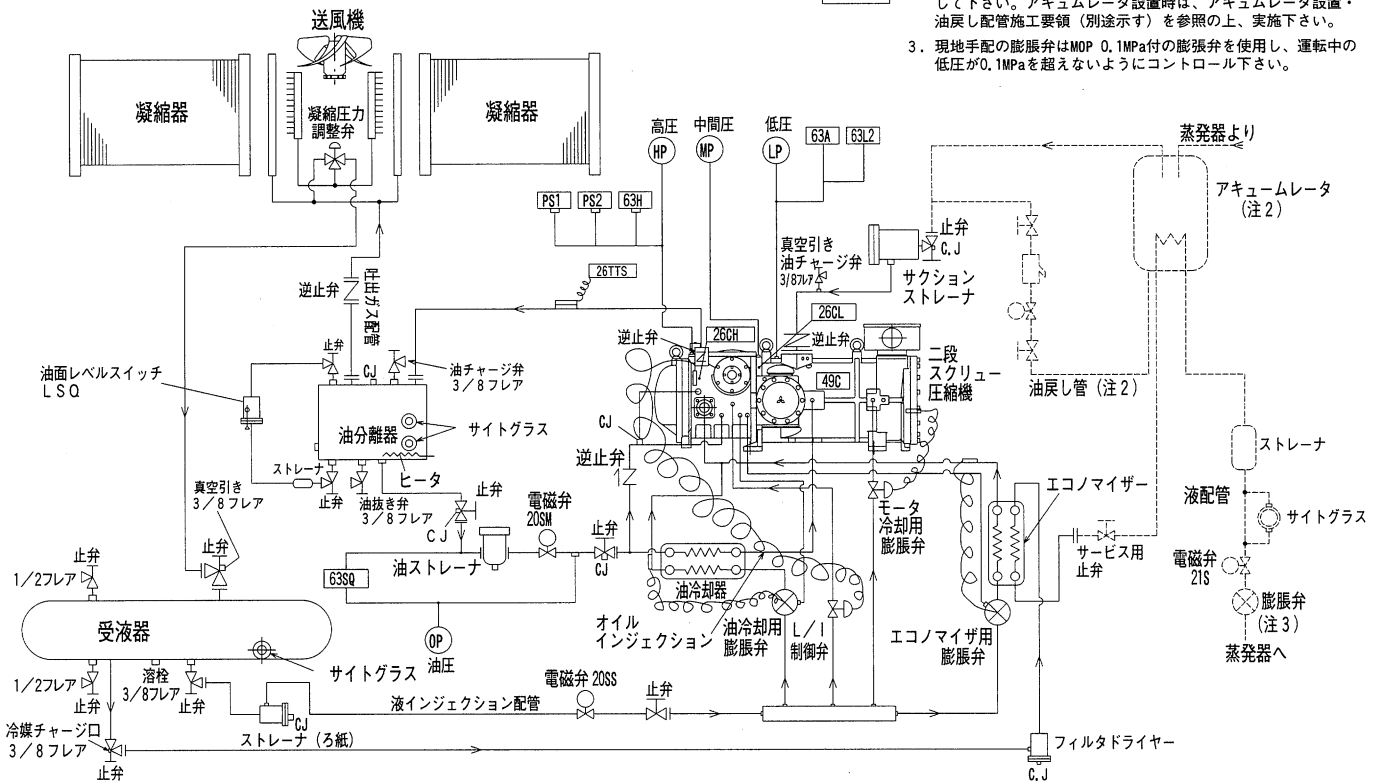 して下さい。アキュムレータ設置時は、アキュムレータ設置・
油戻し配管施工要領（別途示す）を参照の上、実施下さい。
3．現地手配の膨脹弁はMOP 0.1MPa付の膨張弁を使用し、運転中の
低圧が0.1MPaを超えないようにコントロール下さい。
送風機
凝縮器
凝縮圧力
調整弁
凝縮器
高圧
HP
中間圧
MP
低圧
LP
63A
63L2
蒸発器より
アキュームレータ
(注２)
PS1
PS2
63H
止弁
C.J
真空引き
油チャージ弁
3/8フレア
サクション
ストレーナ
26TTS
逆止弁
吐出ガス配管
逆止弁
26CH
26CL
逆止弁
49C
二段
スクリュー
圧縮機
油戻し管（注２）
油面レベルスイッチ
LSQ
止弁
CJ
油チャージ弁
３／８フレア
油分離器
サイトグラス
ヒータ
ストレーナ
止弁
油抜き弁
３／８フレア
真空引き
３／８フレア
止弁
CJ
CJ
逆止弁
電磁弁
20SM
止弁
CJ
油ストレーナ
63SQ
OP
油圧
油冷却器
オイル
インジェクション
油冷却用
膨脹弁
L／I
制御弁
モータ
冷却用
膨脹弁
エコノマイザー
エコノマイザ用
膨脹弁
サービス用
止弁
ストレーナ
液配管
サイトグラス
電磁弁
21S
膨脹弁
(注３)
蒸発器へ
止弁
1/2フレア
止弁
受液器
サイトグラス
1/2フレア
止弁
溶栓
3/8フレア
止弁
CJ
ストレーナ（ろ紙）
液インジェクション配管
電磁弁 20SS
止弁
冷媒チャージ口
３／８フレア
止弁
フィルタドライヤー
C.J